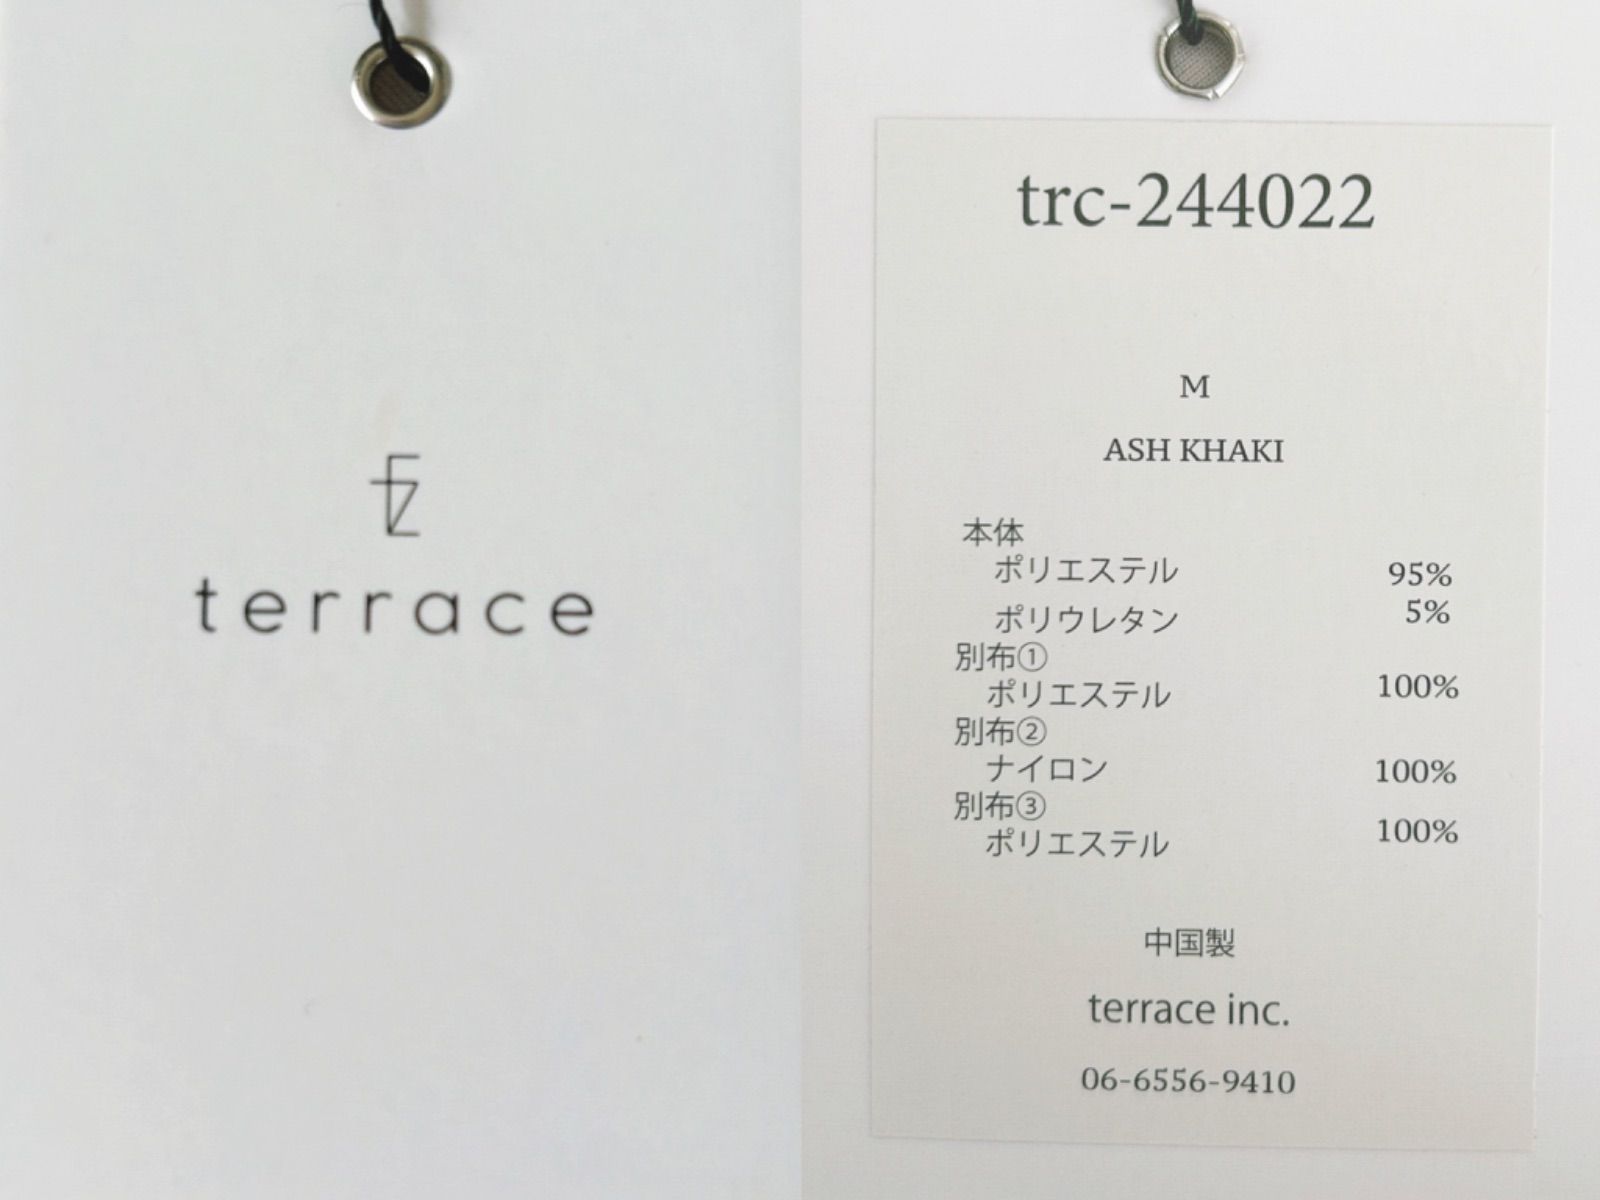 terrace
trc-244022
M
ASH KHAKI
本体
ポリエステル 95%
ポリウレタン 5%
別布①
ポリエステル 100%
別布②
ナイロン 100%
別布③
ポリエステル 100%
中国製
terrace inc.
06-6556-9410